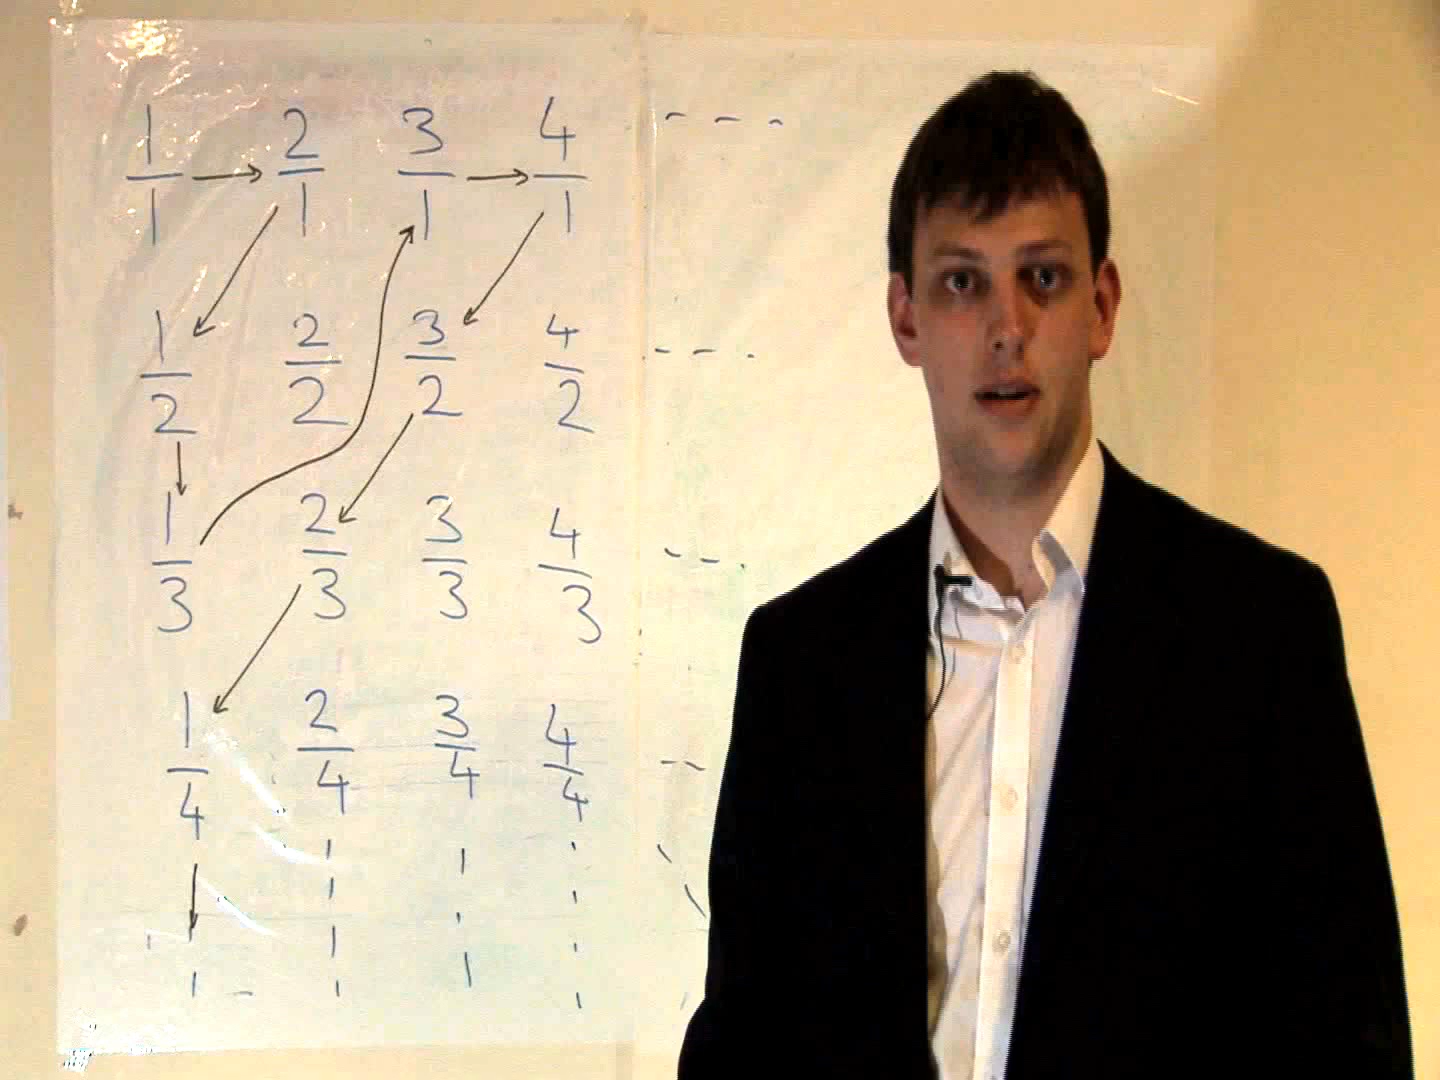 1/1 → 2/1 3/1 → 4/1 - - -
1/2 2/2 3/2 4/2 - - -
1/3 2/3 3/3 4/3 - - -
1/4 2/4 3/4 4/4 - -